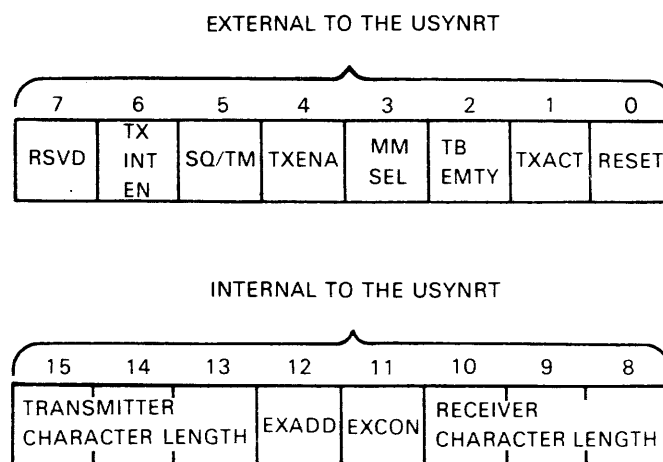 EXTERNAL TO THE USYNRT
7 6 5 4 3 2 1 0
RSVD TX INT EN SQ/TM TXENA MM SEL TB EMTY TXACT RESET
INTERNAL TO THE USYNRT
15 14 13 12 11 10 9 8
TRANSMITTER CHARACTER LENGTH EXADD EXCON RECEIVER CHARACTER LENGTH